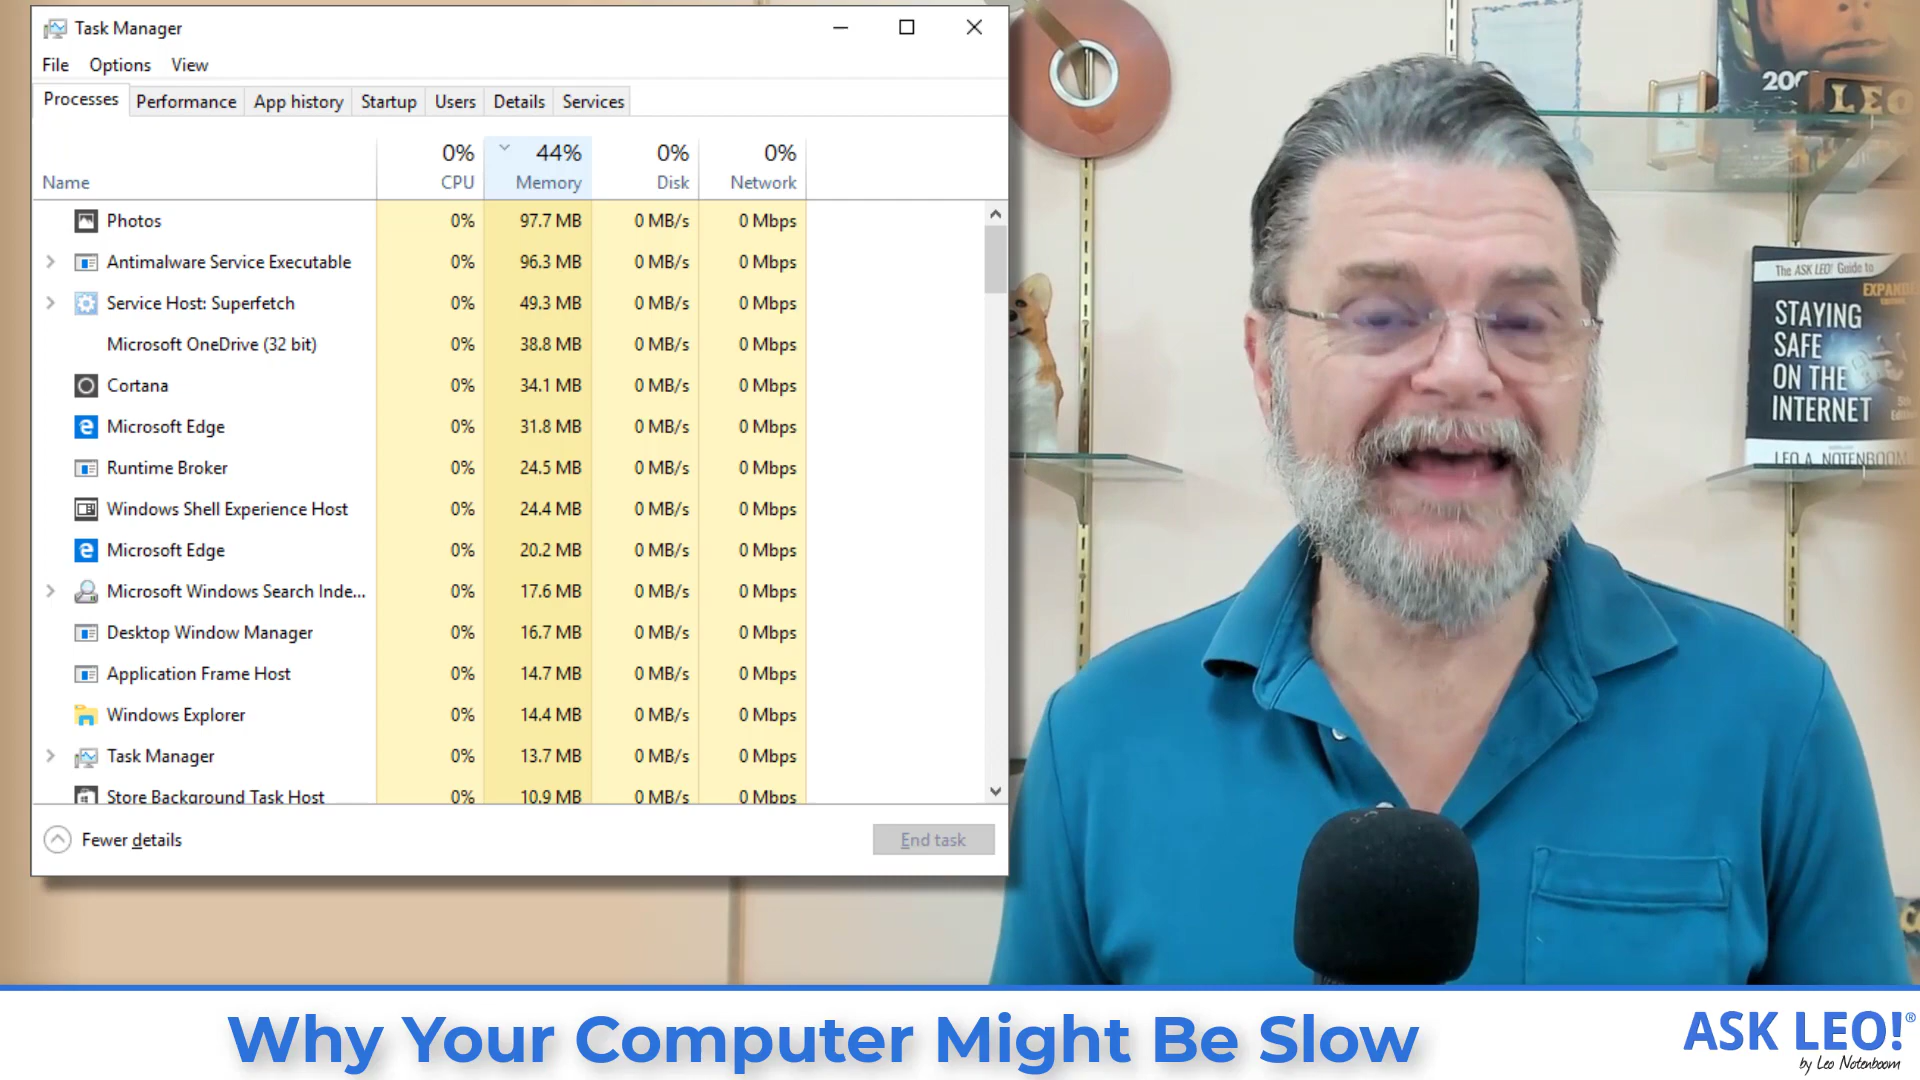 Task Manager
File Options View
Processes Performance App history Startup Users Details Services
0% 44% 0% 0%
Name CPU Memory Disk Network
Photos 0% 97.7 MB 0 MB/s 0 Mbps
Antimalware Service Executable 0% 96.3 MB 0 MB/s 0 Mbps
Service Host: Superfetch 0% 49.3 MB 0 MB/s 0 Mbps
Microsoft OneDrive (32 bit) 0% 38.8 MB 0 MB/s 0 Mbps
Cortana 0% 34.1 MB 0 MB/s 0 Mbps
Microsoft Edge 0% 31.8 MB 0 MB/s 0 Mbps
Runtime Broker 0% 24.5 MB 0 MB/s 0 Mbps
Windows Shell Experience Host 0% 24.4 MB 0 MB/s 0 Mbps
Microsoft Edge 0% 20.2 MB 0 MB/s 0 Mbps
Microsoft Windows Search Inde... 0% 17.6 MB 0 MB/s 0 Mbps
Desktop Window Manager 0% 16.7 MB 0 MB/s 0 Mbps
Application Frame Host 0% 14.7 MB 0 MB/s 0 Mbps
Windows Explorer 0% 14.4 MB 0 MB/s 0 Mbps
Task Manager 0% 13.7 MB 0 MB/s 0 Mbps
Store Background Task Host 0% 10.9 MB 0 MB/s 0 Mbps
Fewer details End task
200
LEO
The ASK LEO! Guide to
EXPANDED
STAYING
SAFE
ON THE
INTERNET
5th
LEO A. NOTENBOOM
Why Your Computer Might Be Slow
ASK LEO!®
by Leo Notenboom